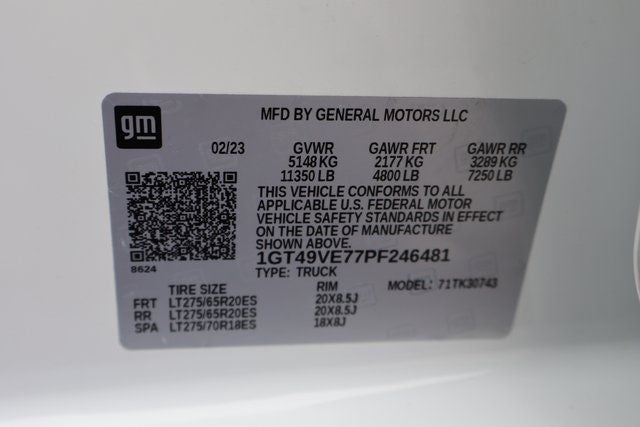 gm
MFD BY GENERAL MOTORS LLC
02/23 GVWR GAWR FRT GAWR RR
5148 KG 2177 KG 3289 KG
11350 LB 4800 LB 7250 LB
THIS VEHICLE CONFORMS TO ALL
APPLICABLE U.S. FEDERAL MOTOR
VEHICLE SAFETY STANDARDS IN EFFECT
ON THE DATE OF MANUFACTURE
SHOWN ABOVE.
1GT49VE77PF246481
8624
TYPE: TRUCK MODEL: 71TK30743
TIRE SIZE RIM
FRT LT275/65R20ES 20X8.5J
RR LT275/65R20ES 20X8.5J
SPA LT275/70R18ES 18X8J